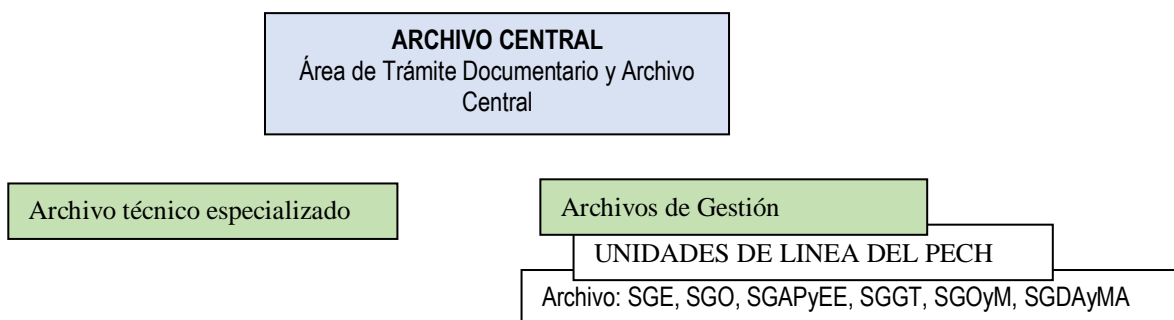 ARCHIVO CENTRAL
Área de Trámite Documentario y Archivo
Central
Archivo técnico especializado
Archivos de Gestión
UNIDADES DE LINEA DEL PECH
Archivo: SGE, SGO, SGAPyEE, SGGT, SGOyM, SGDAyMA